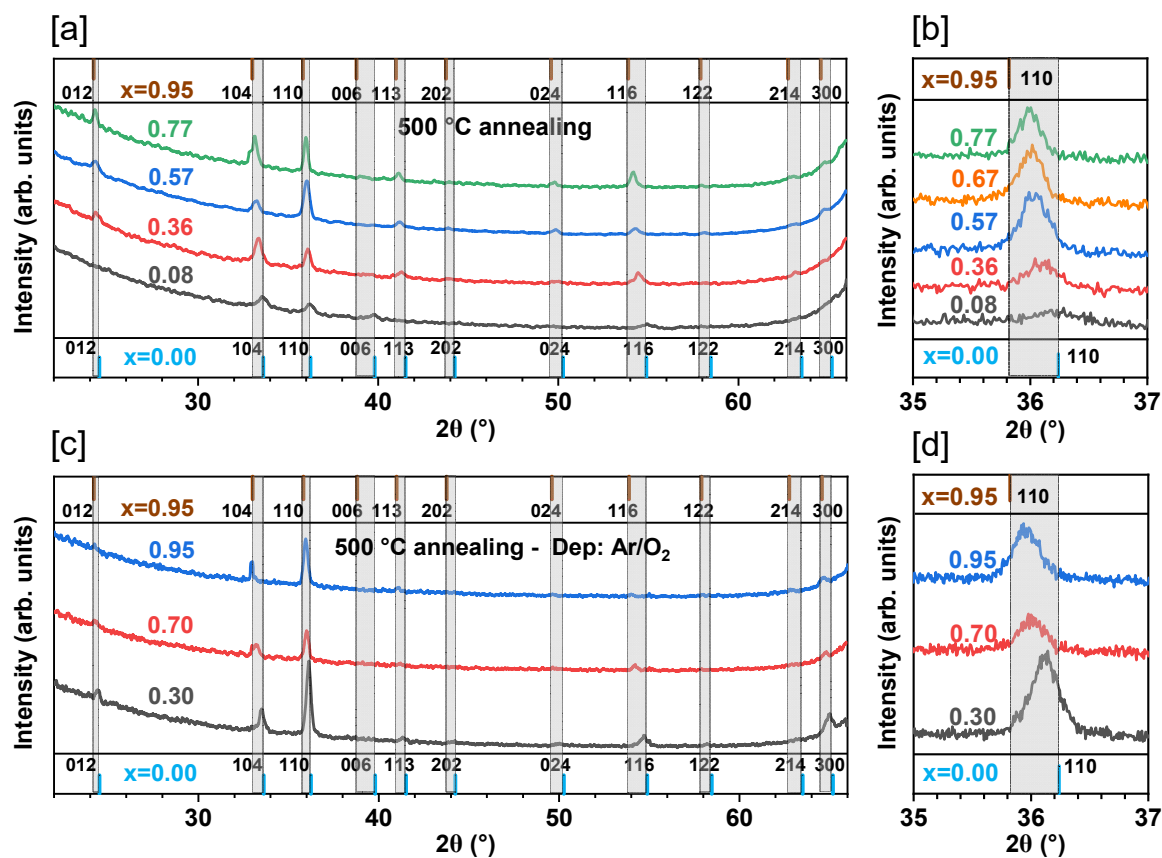 [a]
[b]
012 x=0.95 104 110 006 113 202 024 116 122 214 300
500 °C annealing
0.77
0.57
0.36
0.08
012 x=0.00 104 110 006 113 202 024 116 122 214 300
Intensity (arb. units)
30 40 50 60
2θ (°)
x=0.95 110
0.77
0.67
0.57
0.36
0.08
x=0.00 110
Intensity (arb. units)
35 36 37
2θ (°)
[c]
[d]
012 x=0.95 104 110 006 113 202 024 116 122 214 300
500 °C annealing - Dep: Ar/O₂
0.95
0.70
0.30
012 x=0.00 104 110 006 113 202 024 116 122 214 300
Intensity (arb. units)
30 40 50 60
2θ (°)
x=0.95 110
0.95
0.70
0.30
x=0.00 110
Intensity (arb. units)
35 36 37
2θ (°)